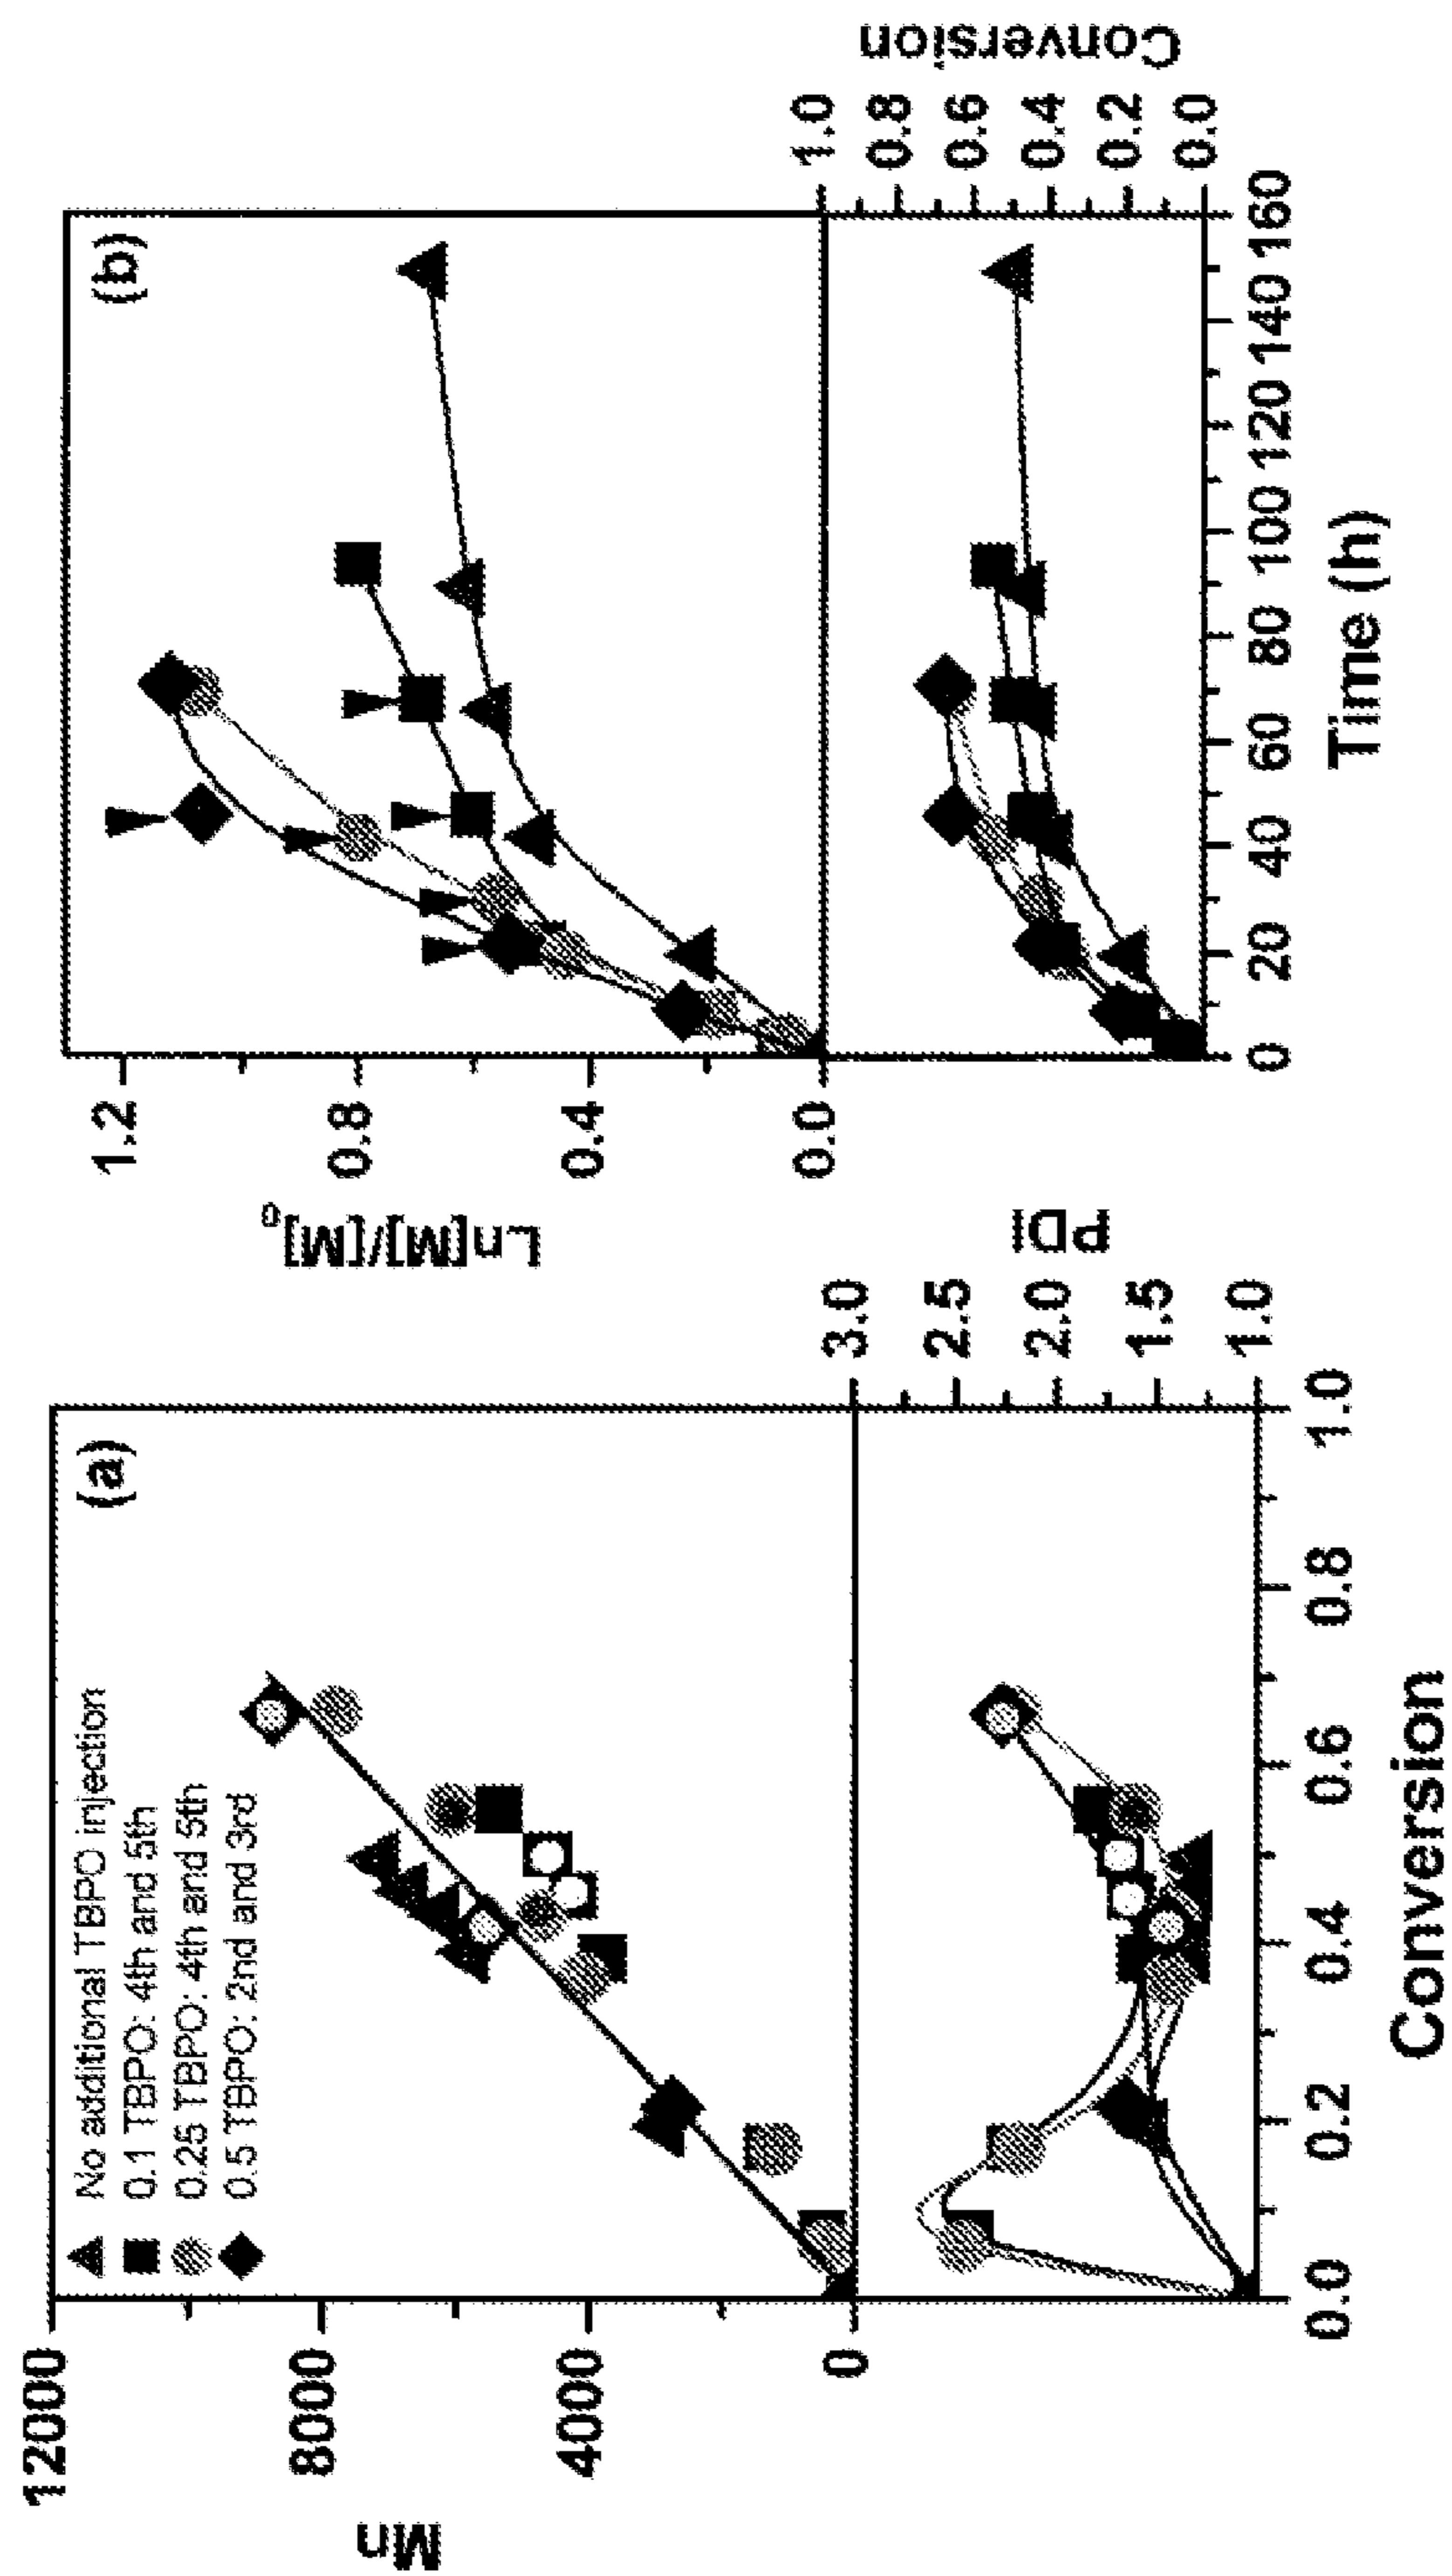 (a)
No additional TBPO injection
0.1 TBPO: 4th and 5th
0.25 TBPO: 4th and 5th
0.5 TBPO: 2nd and 3rd
12000
8000
4000
0
Mn
3.0
2.5
2.0
1.5
1.0
PDI
0.0
0.2
0.4
0.6
0.8
1.0
Conversion
(b)
1.2
0.8
0.4
0.0
Ln[M]/[M]₀
1.0
0.8
0.6
0.4
0.2
0.0
Conversion
0
20
40
60
80
100
120
140
160
Time (h)